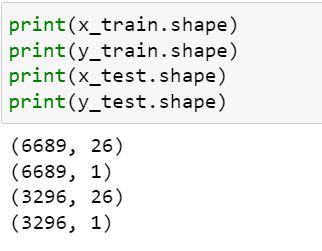 print(x_train.shape)
print(y_train.shape)
print(x_test.shape)
print(y_test.shape)
(6689, 26)
(6689, 1)
(3296, 26)
(3296, 1)